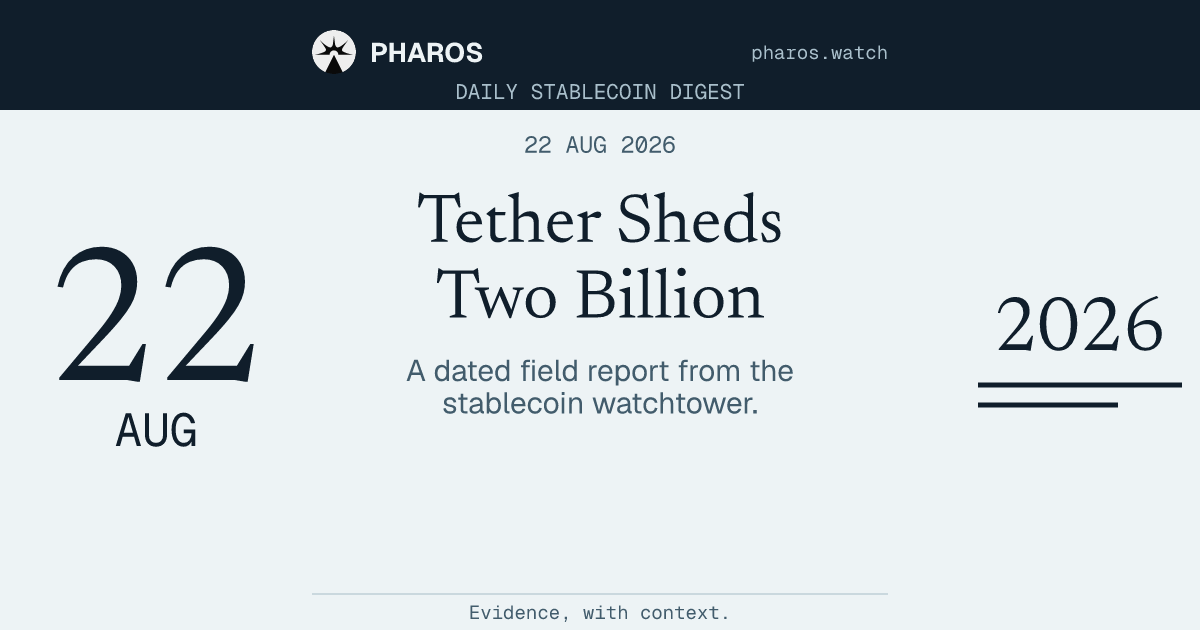 PHAROS
pharos.watch
DAILY STABLECOIN DIGEST
22 AUG 2026
Tether Sheds
Two Billion
A dated field report from the
stablecoin watchtower.
22
AUG
2026
Evidence, with context.